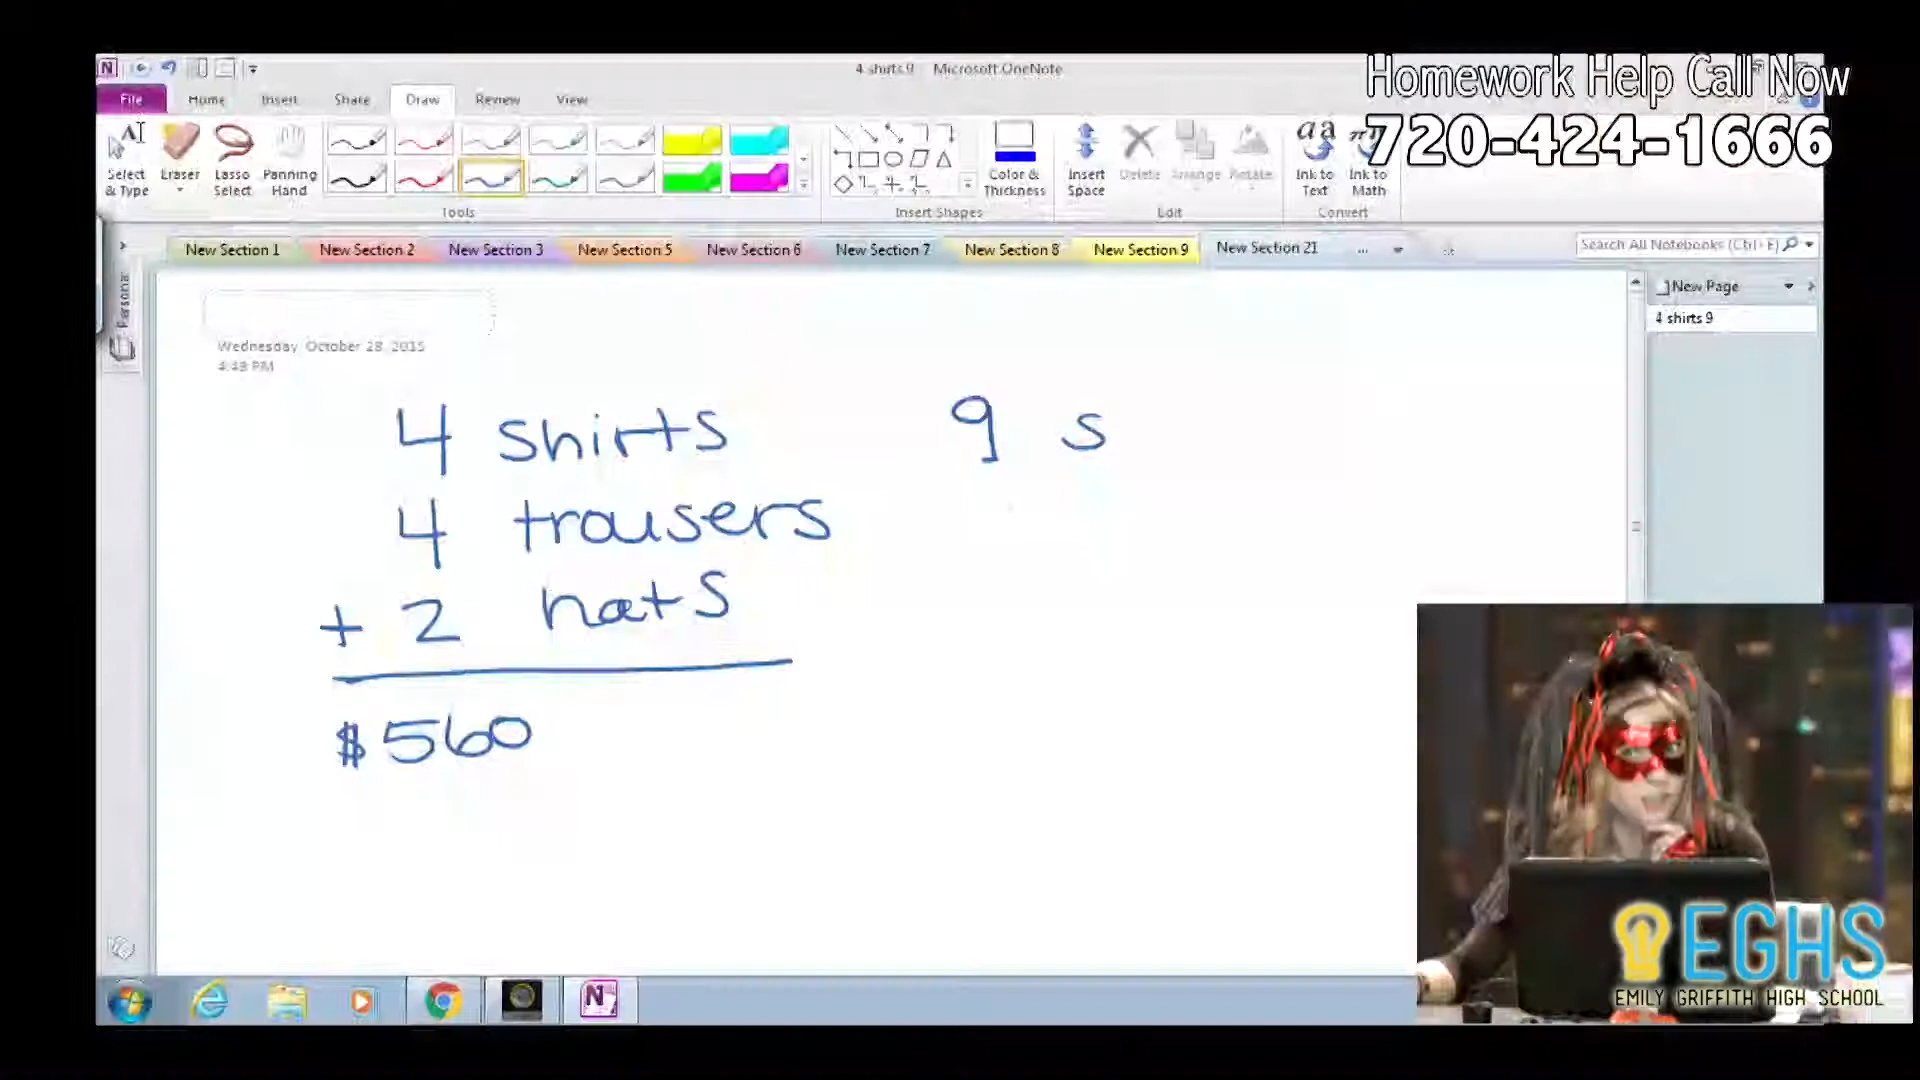 4 shirts 9 Microsoft OneNote
Homework Help Call Now
720-424-1666
File Home Insert Share Draw Review View
Select & Type
Eraser
Lasso Select
Panning Hand
Color & Thickness
Insert Space
Delete
Arrange
Rotate
Ink to Text
Ink to Math
Tools
Insert Shapes
Edit
Convert
New Section 1 New Section 2 New Section 3 New Section 5 New Section 6 New Section 7 New Section 8 New Section 9 New Section 21 ...
Search All Notebooks (Ctrl+E)
New Page
4 shirts 9
Wednesday, October 28, 2015
4:43 PM
4 shirts 9 s
4 trousers
+ 2 hats
$560
EGHS
EMILY GRIFFITH HIGH SCHOOL